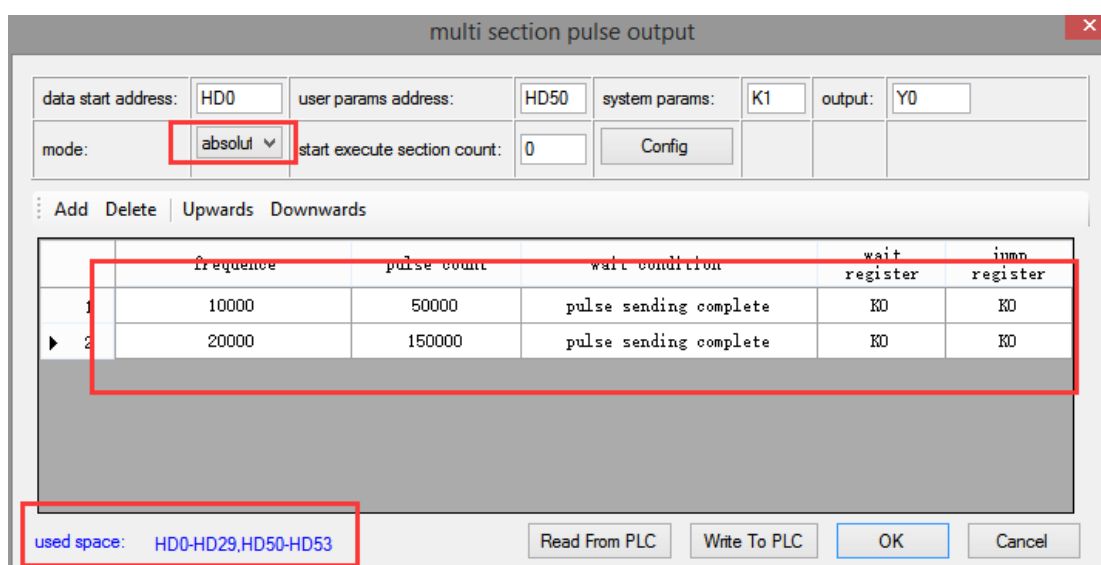 multi section pulse output
data start address: HD0 user params address: HD50 system params: K1 output: Y0
mode: absolut start execute section count: 0 Config
Add Delete Upwards Downwards
frequence pulse count wait condition wait register jump register
1 10000 50000 pulse sending complete K0 K0
2 20000 150000 pulse sending complete K0 K0
used space: HD0-HD29,HD50-HD53 Read From PLC Write To PLC OK Cancel